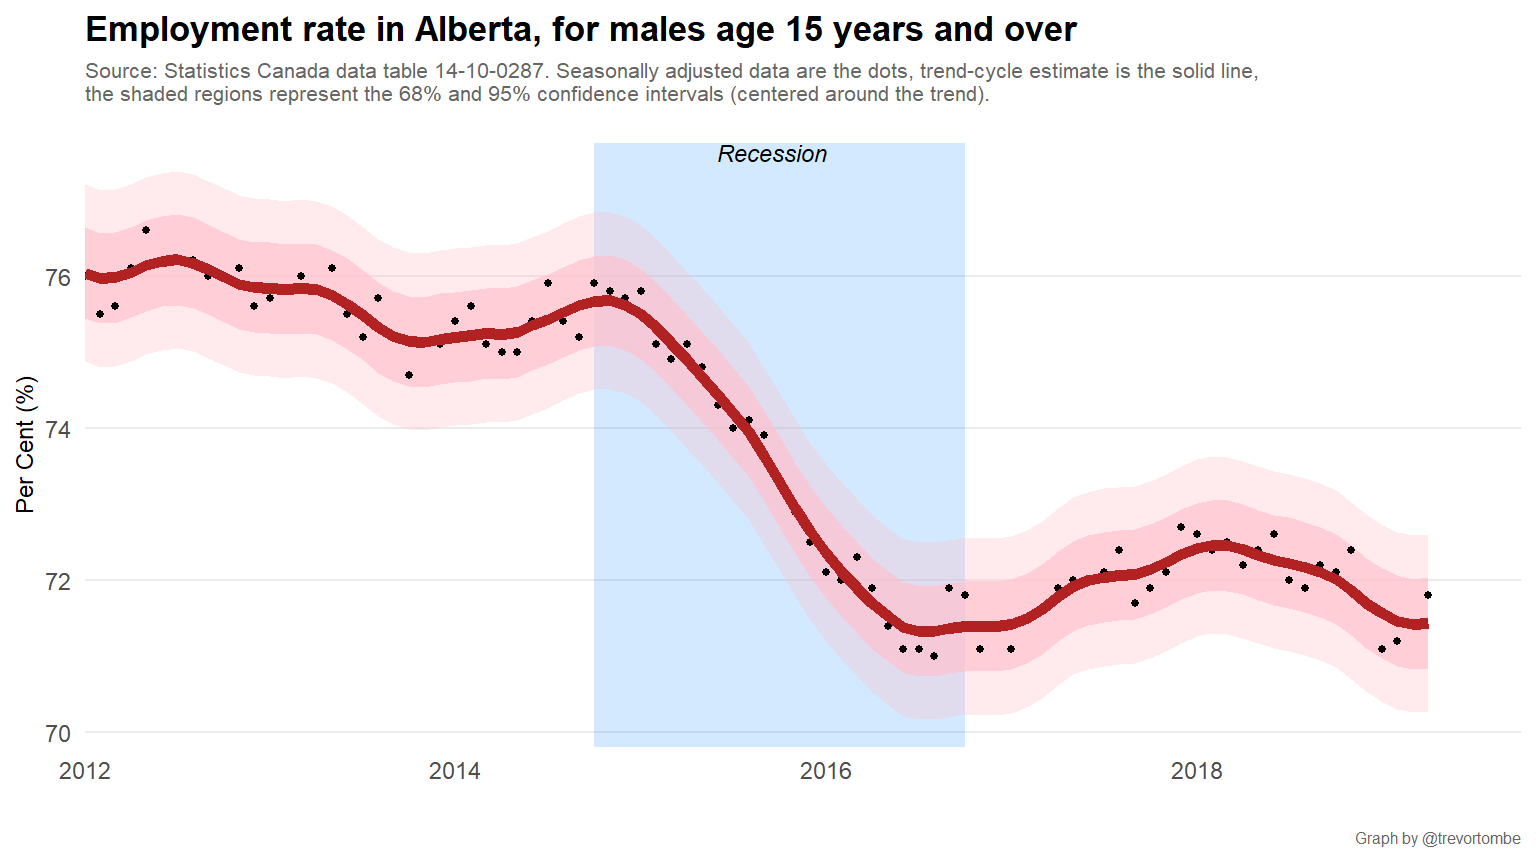 Employment rate in Alberta, for males age 15 years and over
Source: Statistics Canada data table 14-10-0287. Seasonally adjusted data are the dots, trend-cycle estimate is the solid line,
the shaded regions represent the 68% and 95% confidence intervals (centered around the trend).
Recession
Per Cent (%)
76
74
72
70
2012 2014 2016 2018
Graph by @trevortombe